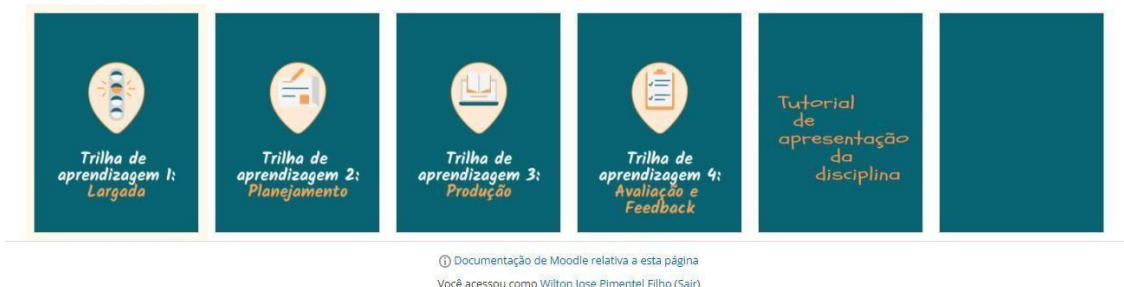 Trilha de
aprendizagem 1:
Largada
Trilha de
aprendizagem 2:
Planejamento
Trilha de
aprendizagem 3:
Produção
Trilha de
aprendizagem 4:
Avaliação e
Feedback
Tutorial
de
apresentação
da
disciplina
Documentação de Moodle relativa a esta página
Você acessou como Wilton Jose Pimentel Filho (Sair)